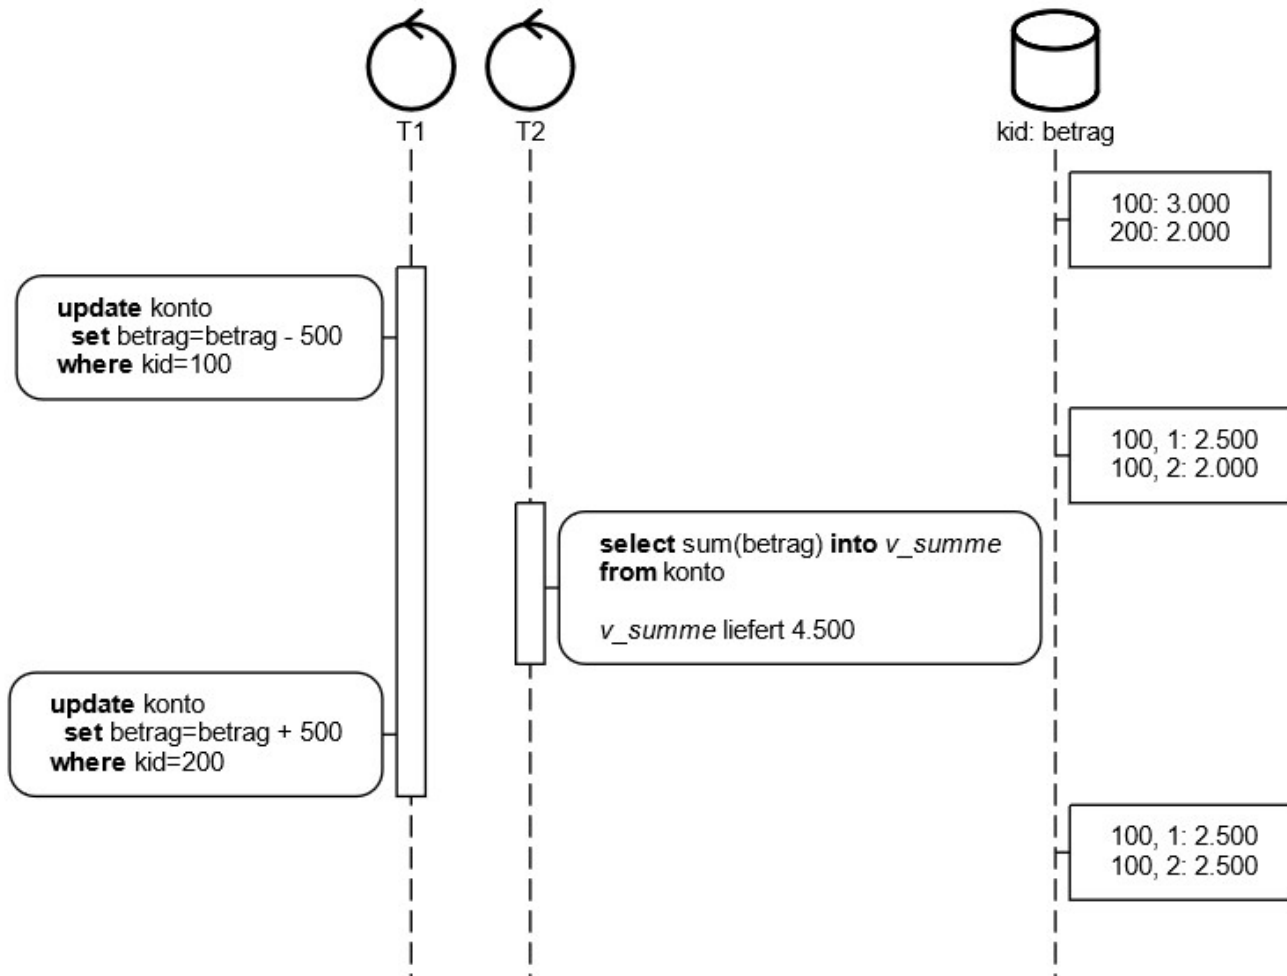 T1
T2
kid: betrag
100: 3.000
200: 2.000
update konto
set betrag=betrag - 500
where kid=100
100, 1: 2.500
100, 2: 2.000
select sum(betrag) into v_summe
from konto
v_summe liefert 4.500
update konto
set betrag=betrag + 500
where kid=200
100, 1: 2.500
100, 2: 2.500